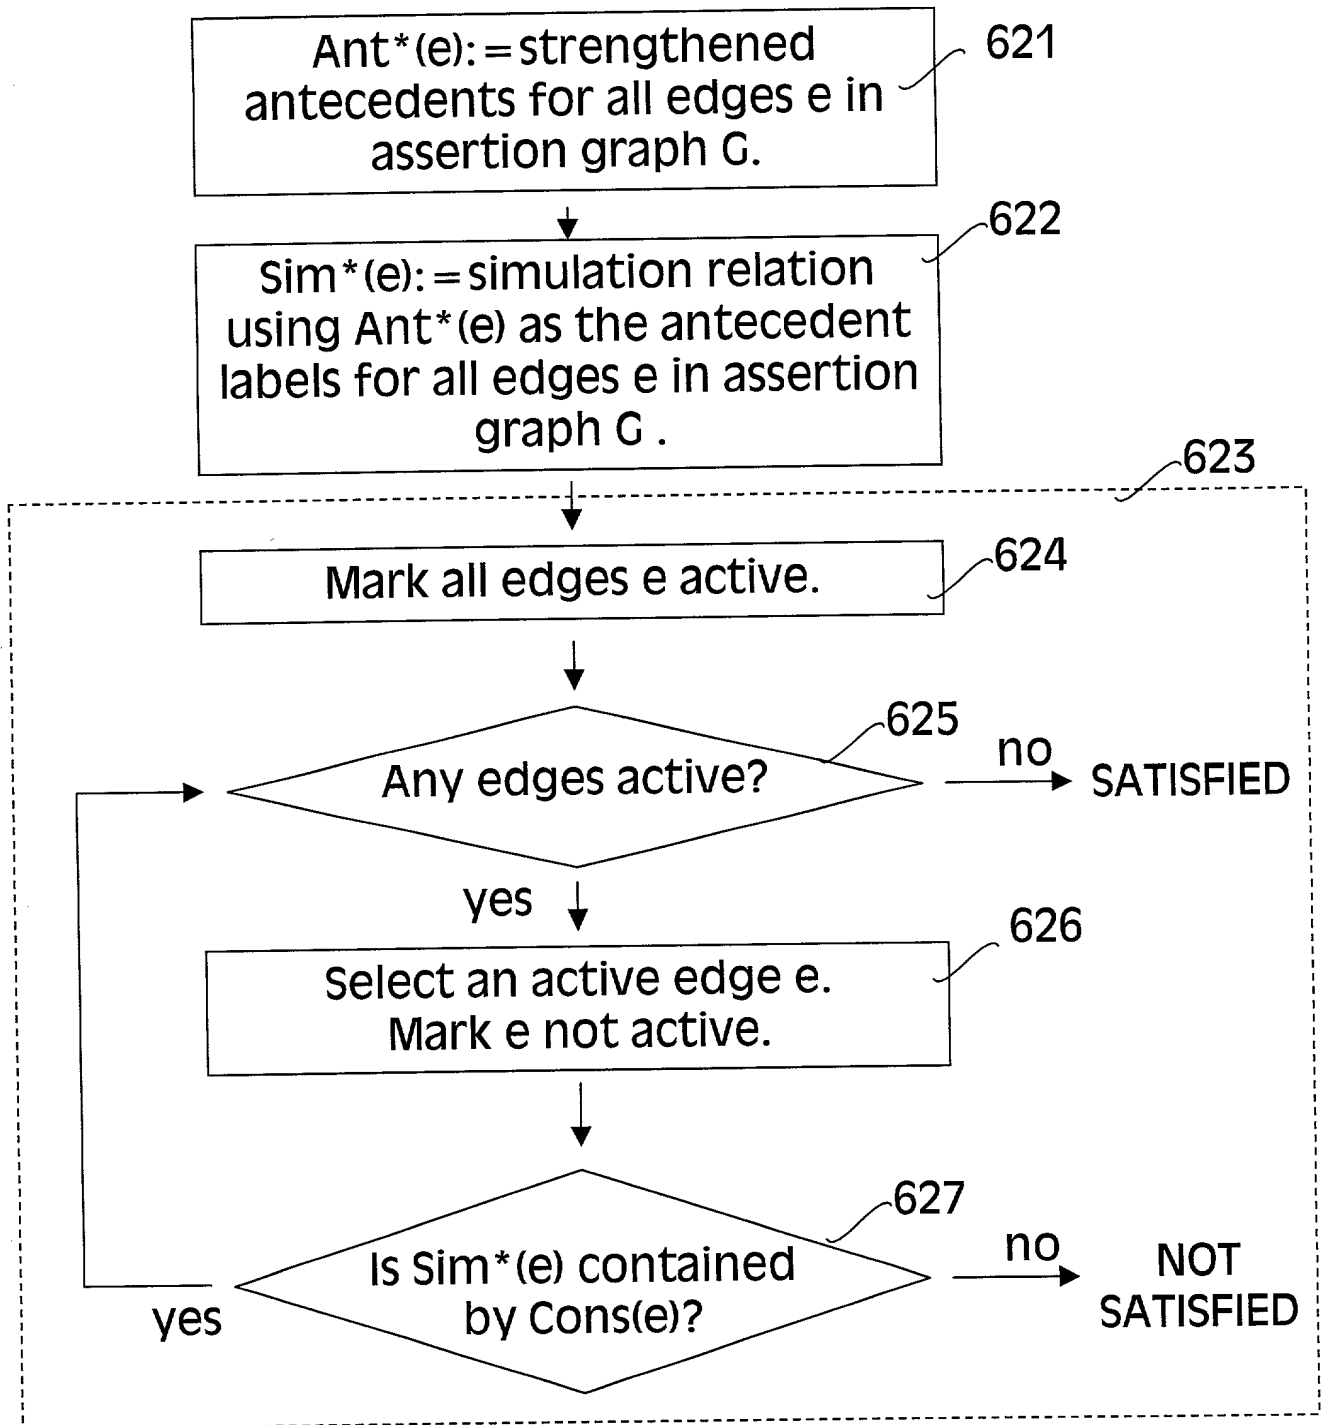 Ant*(e):=strengthened
antecedents for all edges e in
assertion graph G.
621
Sim*(e):=simulation relation
using Ant*(e) as the antecedent
labels for all edges e in assertion
graph G .
622
623
Mark all edges e active.
624
Any edges active?
625
no
SATISFIED
yes
Select an active edge e.
Mark e not active.
626
Is Sim*(e) contained
by Cons(e)?
627
no
NOT
SATISFIED
yes